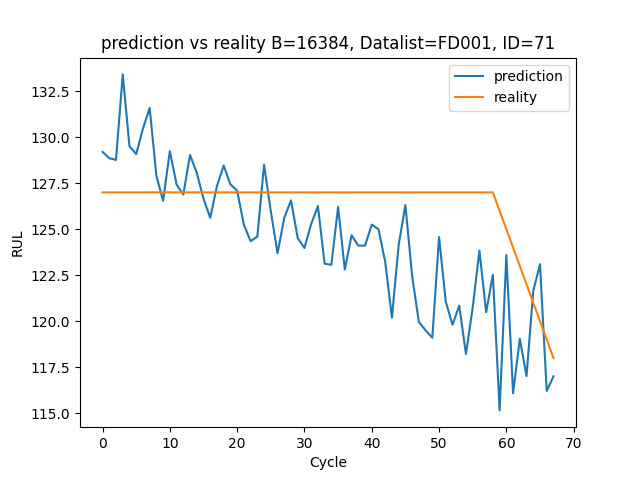 prediction vs reality B=16384, Datalist=FD001, ID=71
prediction
reality
132.5
130.0
127.5
125.0
122.5
120.0
117.5
115.0
RUL
0 10 20 30 40 50 60 70
Cycle